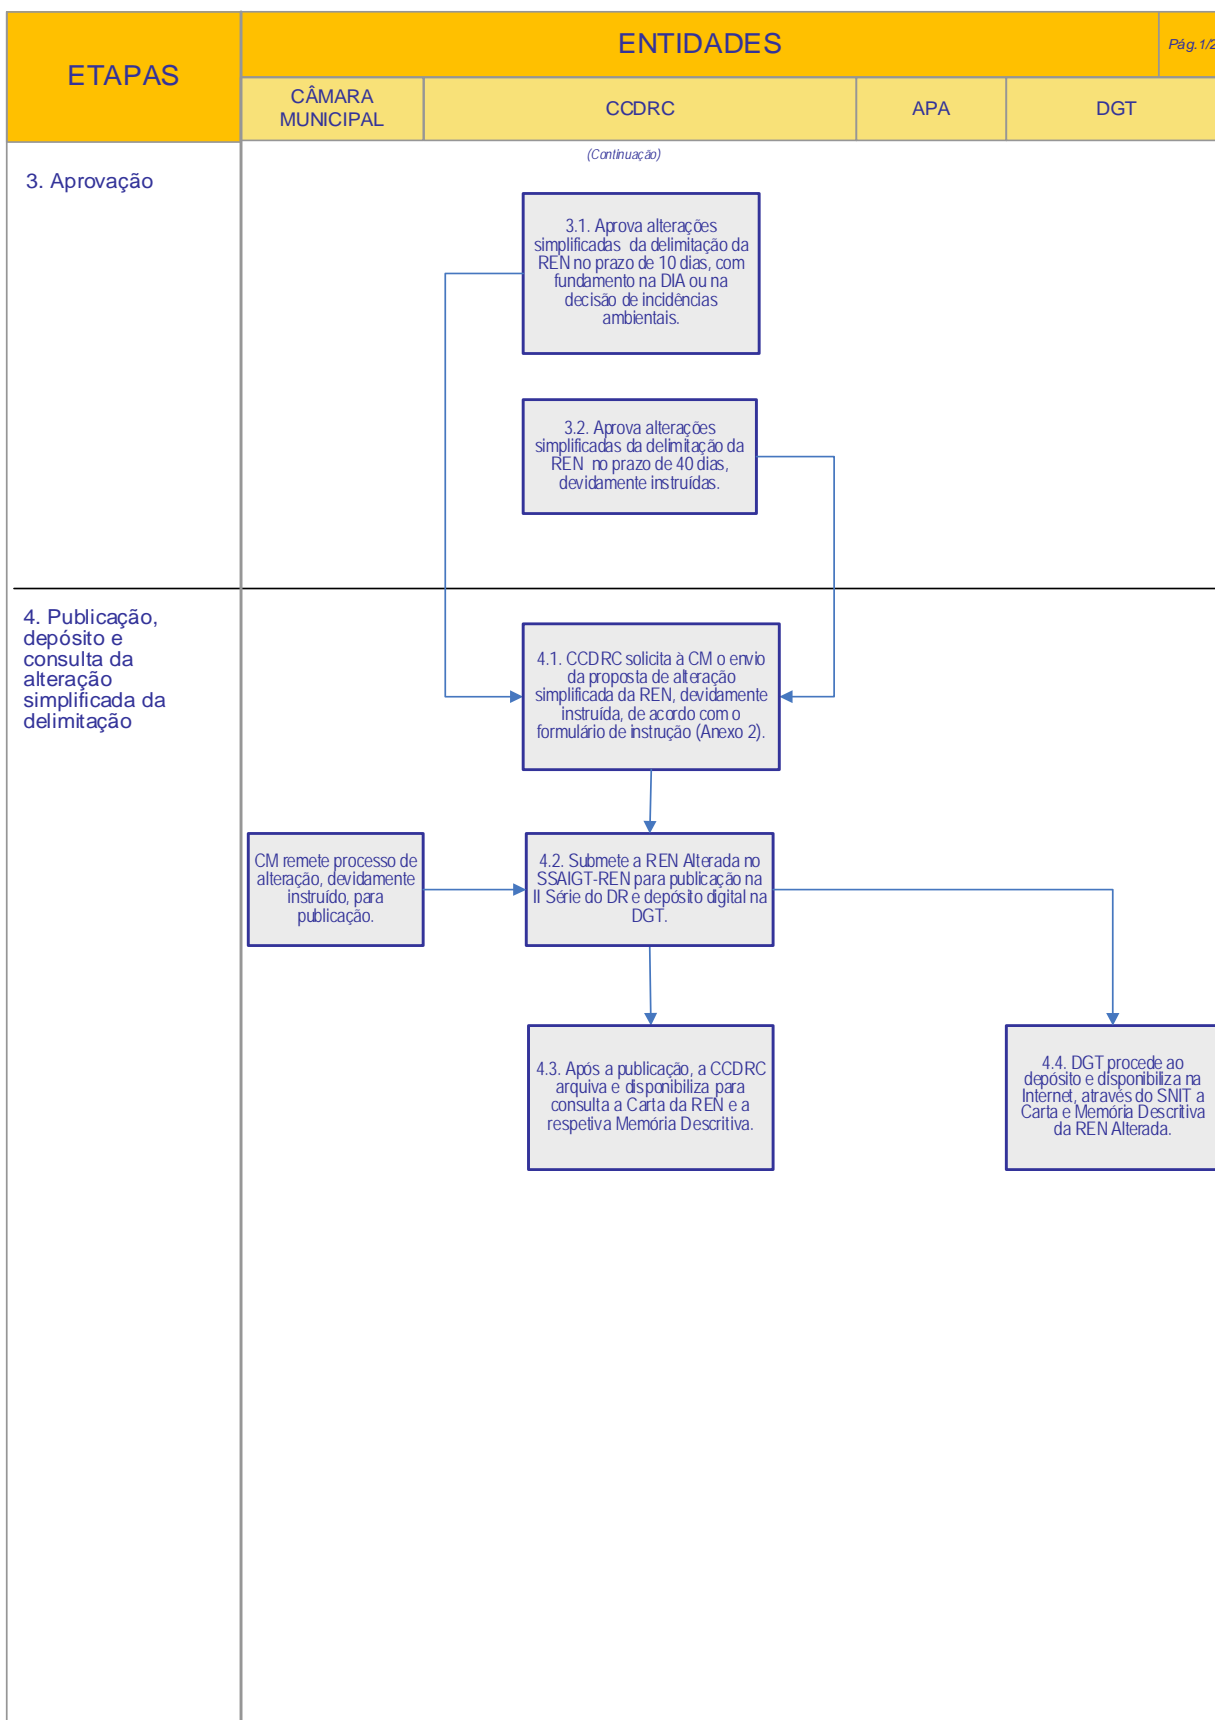 ETAPAS
ENTIDADES
Pág.1/2
CÂMARA
MUNICIPAL
CCDRC
APA
DGT
(Continuação)
3. Aprovação
3.1. Aprova alterações
simplificadas da delimitação da
REN no prazo de 10 dias, com
fundamento na DIA ou na
decisão de incidências
ambientais.
3.2. Aprova alterações
simplificadas da delimitação da
REN no prazo de 40 dias,
devidamente instruídas.
4. Publicação,
depósito e
consulta da
alteração
simplificada da
delimitação
4.1. CCDRC solicita à CM o envio
da proposta de alteração
simplificada da REN, devidamente
instruída, de acordo com o
formulário de instrução (Anexo 2).
CM remete processo de
alteração, devidamente
instruído, para
publicação.
4.2. Submete a REN Alterada no
SSAIGT-REN para publicação na
II Série do DR e depósito digital na
DGT.
4.3. Após a publicação, a CCDRC
arquiva e disponibiliza para
consulta a Carta da REN e a
respetiva Memória Descritiva.
4.4. DGT procede ao
depósito e disponibiliza na
Internet, através do SNIT a
Carta e Memória Descritiva
da REN Alterada.